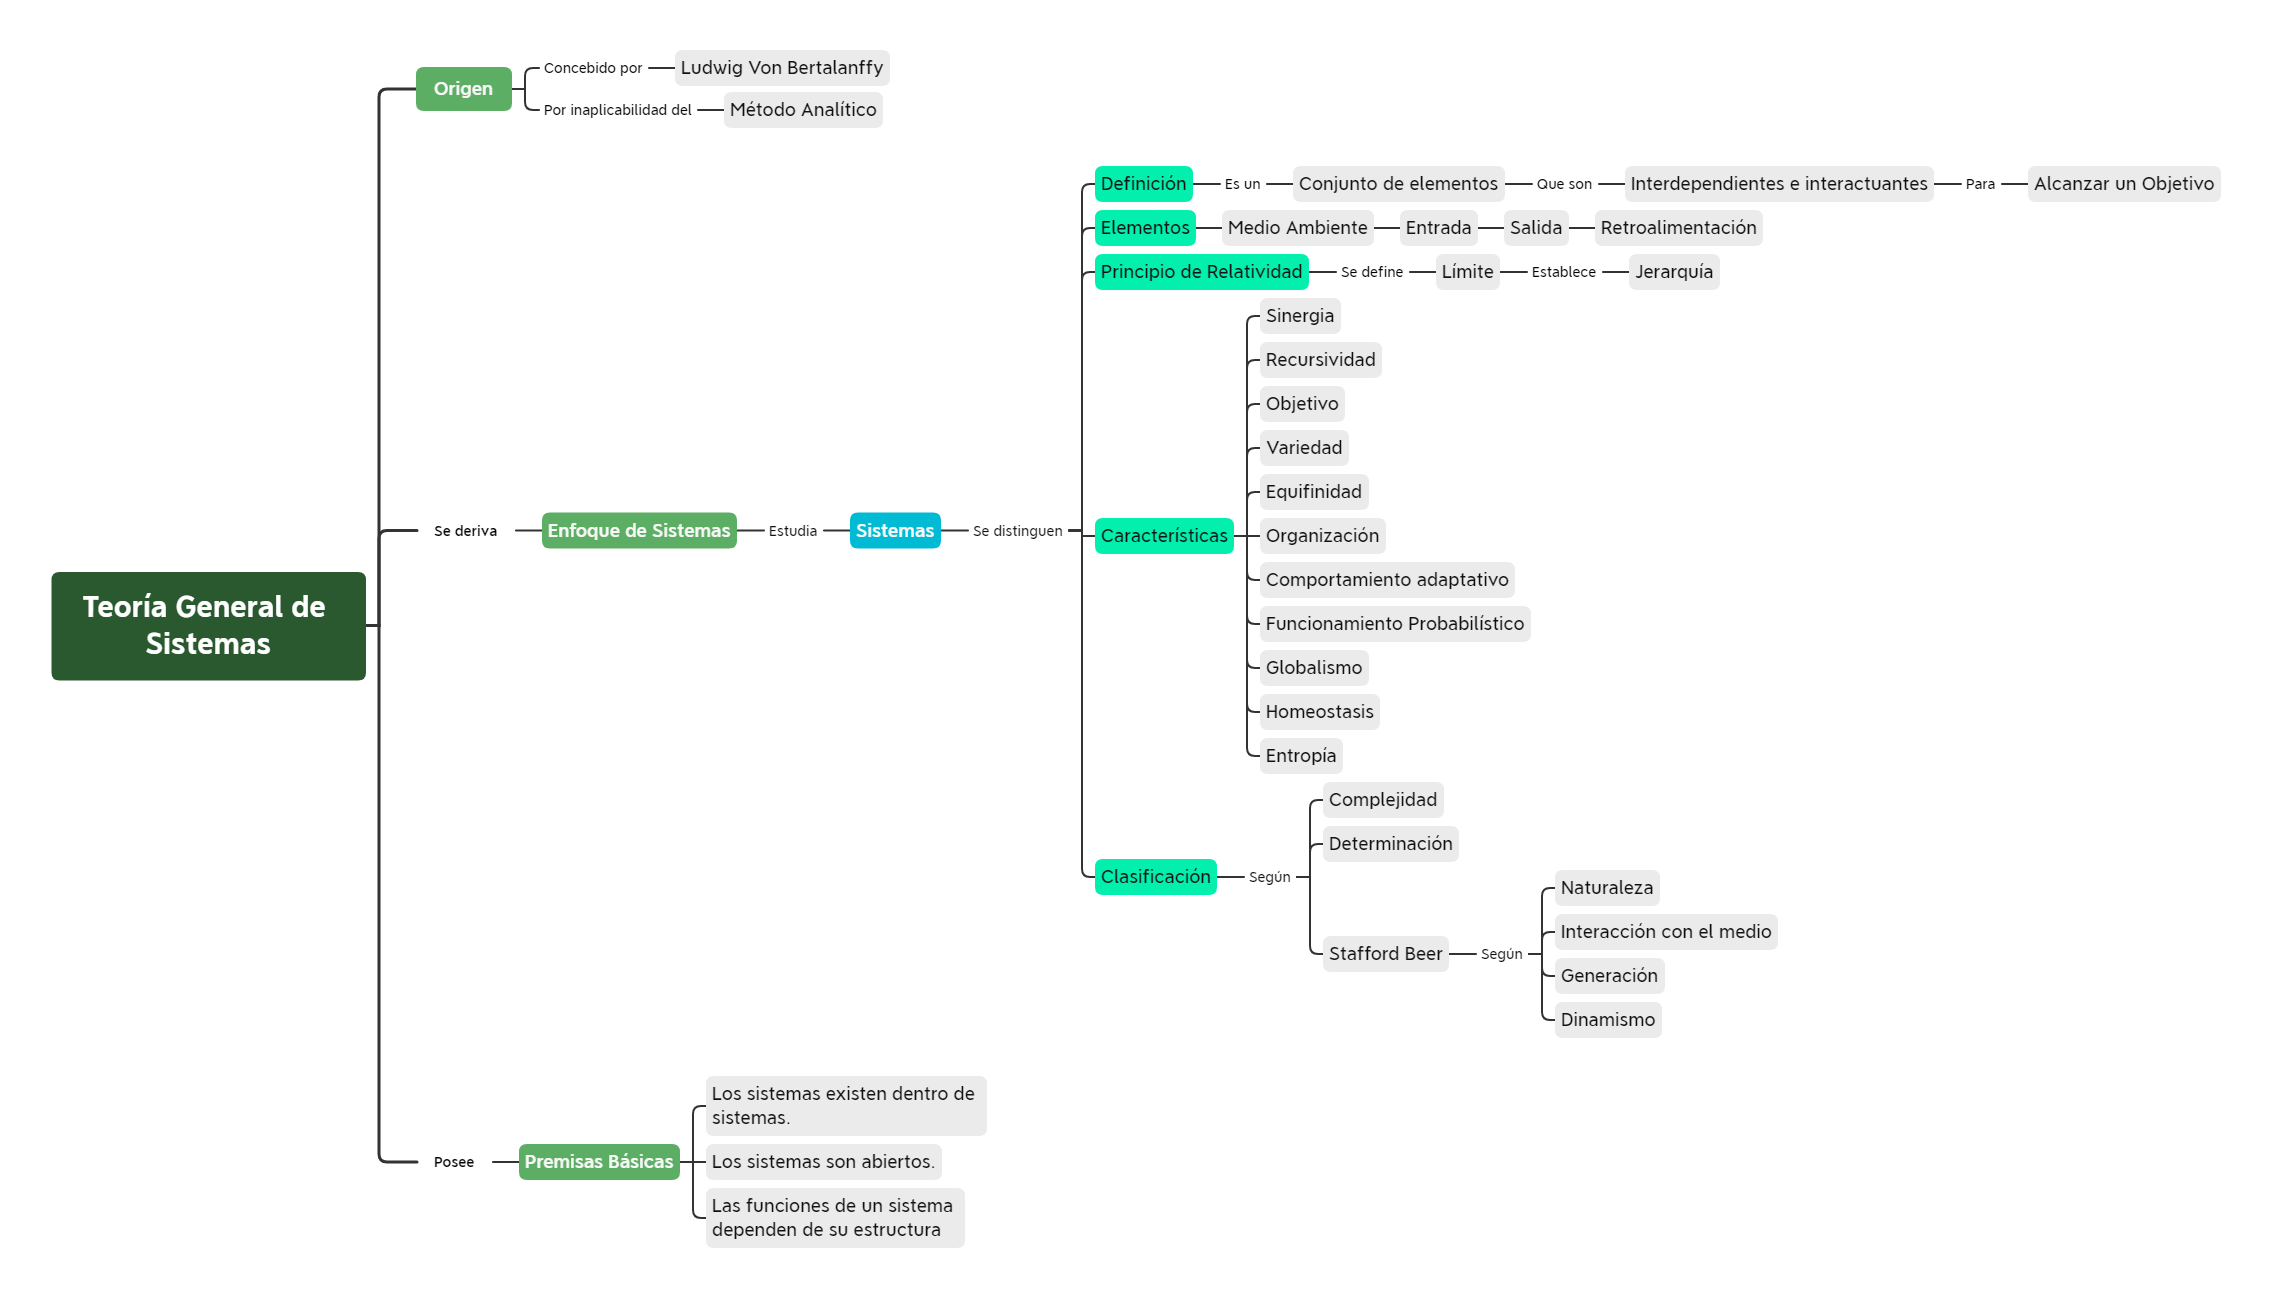 Origen
Concebido por
Ludwig Von Bertalanffy
Por inaplicabilidad del
Método Analítico
Teoría General de
Sistemas
Se deriva
Enfoque de Sistemas
Estudia
Sistemas
Se distinguen
Definición
Es un
Conjunto de elementos
Que son
Interdependientes e interactuantes
Para
Alcanzar un Objetivo
Elementos
Medio Ambiente
Entrada
Salida
Retroalimentación
Principio de Relatividad
Se define
Límite
Establece
Jerarquía
Características
Sinergia
Recursividad
Objetivo
Variedad
Equifinidad
Organización
Comportamiento adaptativo
Funcionamiento Probabilístico
Globalismo
Homeostasis
Entropía
Clasificación
Según
Complejidad
Determinación
Stafford Beer
Según
Naturaleza
Interacción con el medio
Generación
Dinamismo
Posee
Premisas Básicas
Los sistemas existen dentro de
sistemas.
Los sistemas son abiertos.
Las funciones de un sistema
dependen de su estructura